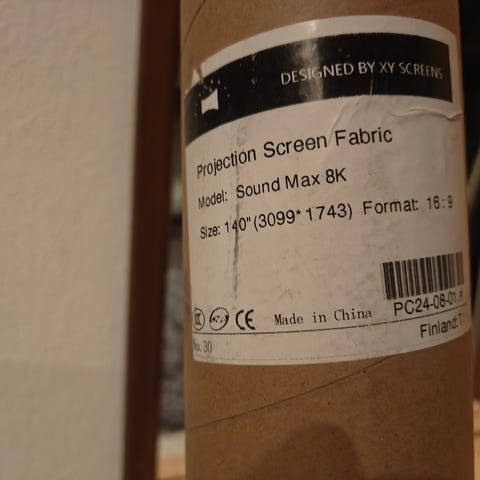 DESIGNED BY XY SCREENS
Projection Screen Fabric
Model: Sound Max 8K
Size: 140"(3099*1743) Format: 16:9
CE Made in China
PC24-08-01
Finland:
No. 30